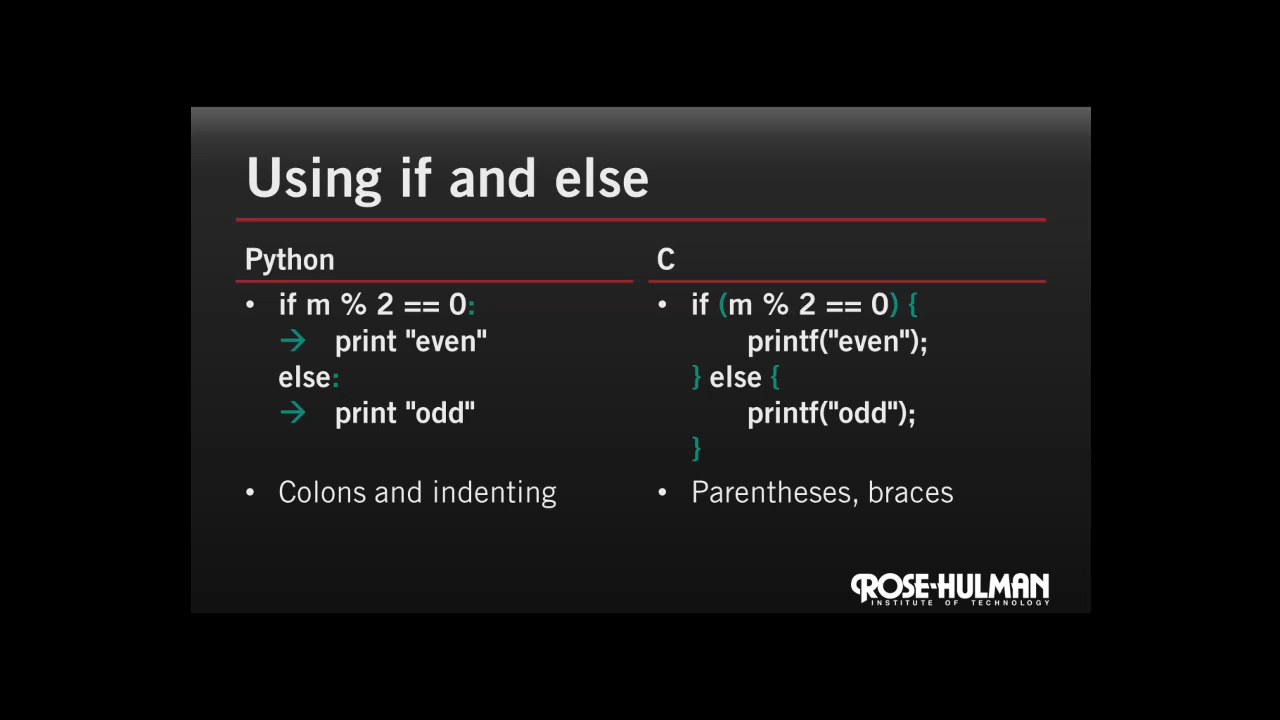 Using if and else
Python
• if m % 2 == 0:
→ print "even"
else:
→ print "odd"
• Colons and indenting
C
• if (m % 2 == 0) {
printf("even");
} else {
printf("odd");
}
• Parentheses, braces
ROSE-HULMAN
INSTITUTE OF TECHNOLOGY